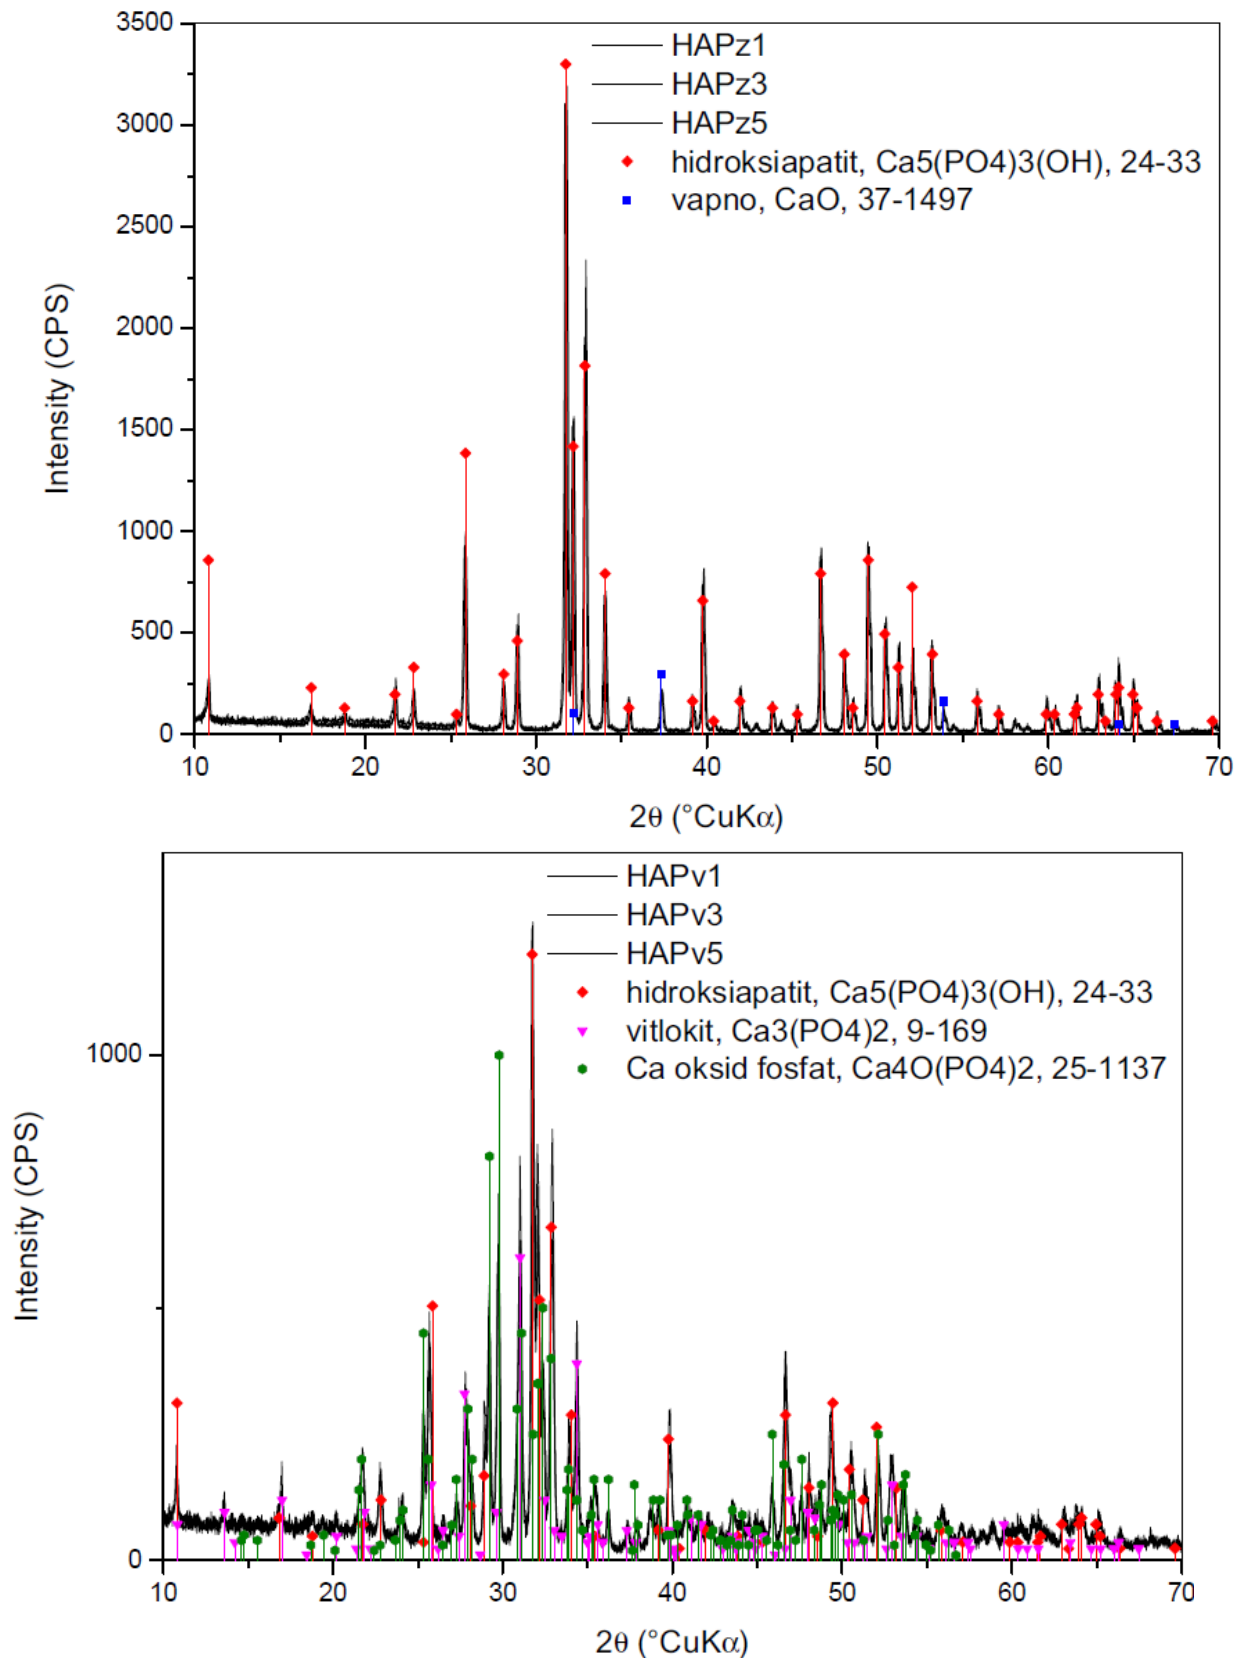 3500
3000
2500
2000
1500
1000
500
0
Intensity (CPS)
HAPz1
HAPz3
HAPz5
hidroksiapatit, Ca5(PO4)3(OH), 24-33
vapno, CaO, 37-1497
10 20 30 40 50 60 70
2θ (°CuKα)
1000
0
Intensity (CPS)
HAPv1
HAPv3
HAPv5
hidroksiapatit, Ca5(PO4)3(OH), 24-33
vitlokit, Ca3(PO4)2, 9-169
Ca oksid fosfat, Ca4O(PO4)2, 25-1137
10 20 30 40 50 60 70
2θ (°CuKα)